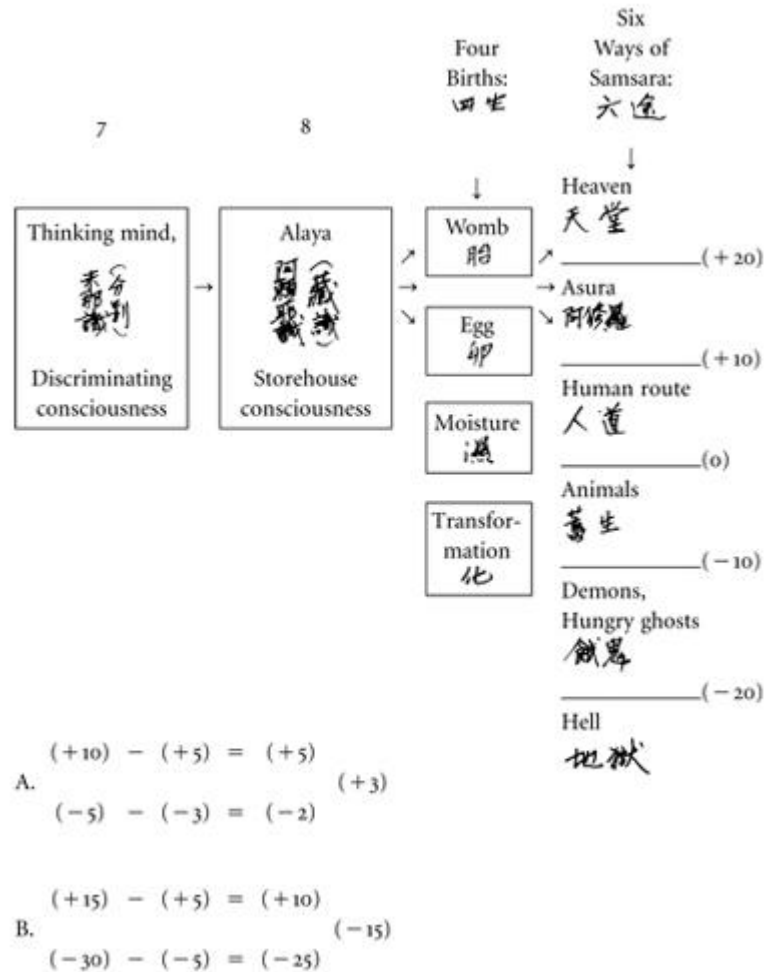 Six
Ways of
Samsara:
六途
↓
Four
Births:
四生
↓
7
8
Thinking mind,
末那識
(分別)
Discriminating
consciousness
→
Alaya
阿賴耶識
(藏識)
Storehouse
consciousness
↗
→
↘
Womb
胎
Egg
卵
Moisture
濕
Transfor-
mation
化
↗
→
↘
Heaven
天堂
(+20)
Asura
阿修羅
(+10)
Human route
人道
(0)
Animals
蓄生
(−10)
Demons,
Hungry ghosts
餓鬼
(−20)
Hell
地獄
(+10) − (+5) = (+5)
A. (+3)
(−5) − (−3) = (−2)
(+15) − (+5) = (+10)
B. (−15)
(−30) − (−5) = (−25)